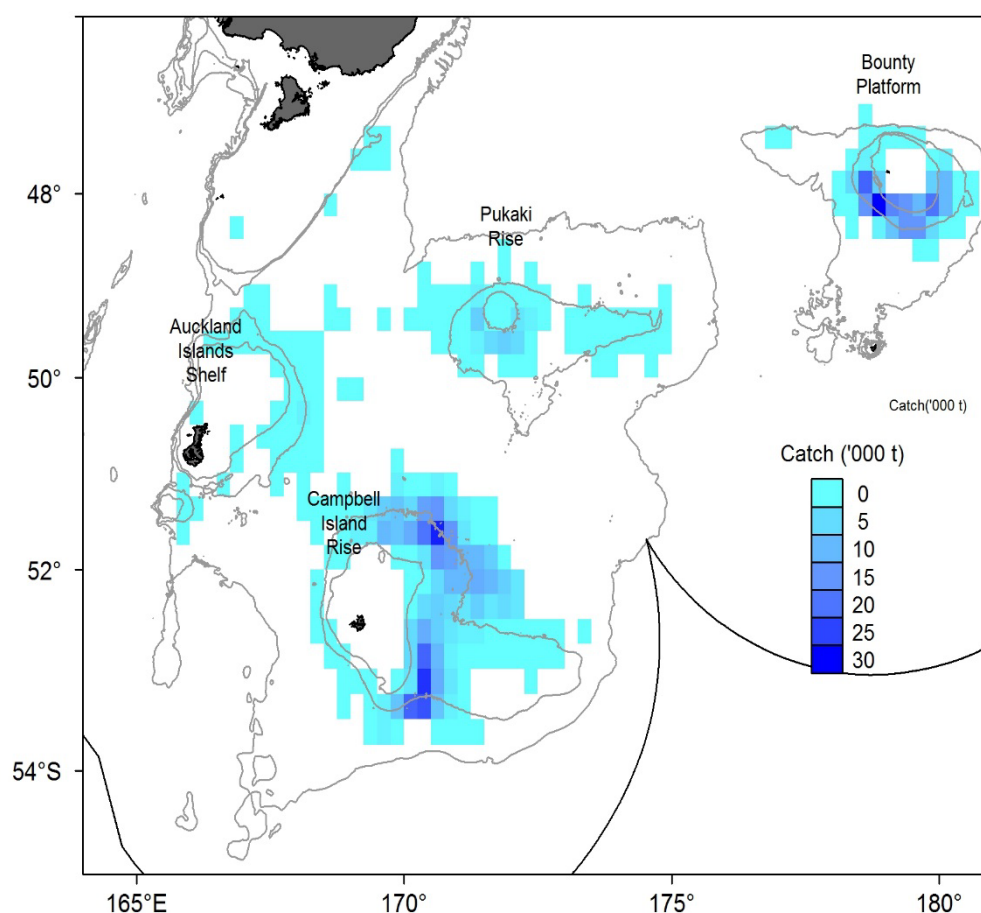 Bounty
Platform
48°
Pukaki
Rise
Auckland
Islands
Shelf
50°
Catch('000 t)
Catch ('000 t)
0
5
10
15
20
25
30
Campbell
Island
Rise
52°
54°S
165°E
170°
175°
180°